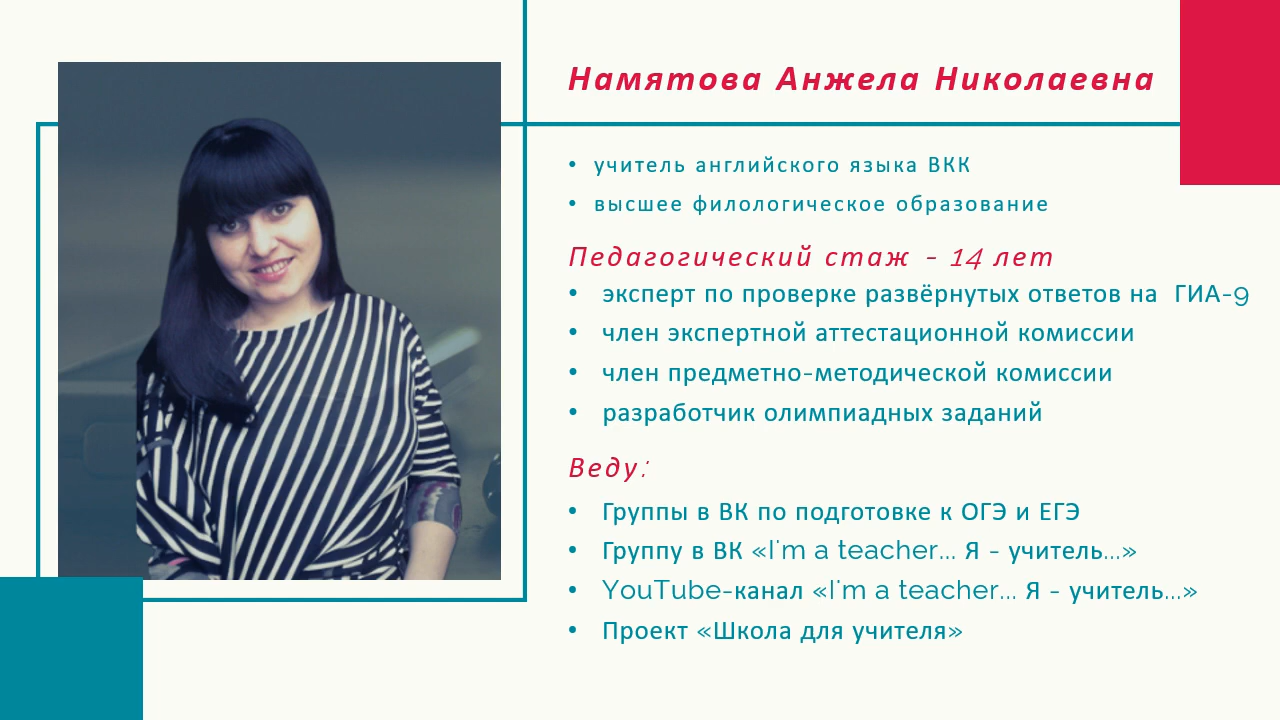 Намятова Анжела Николаевна
• учитель английского языка ВКК
• высшее филологическое образование
Педагогический стаж - 14 лет
• эксперт по проверке развёрнутых ответов на ГИА-9
• член экспертной аттестационной комиссии
• член предметно-методической комиссии
• разработчик олимпиадных заданий
Веду:
• Группы в ВК по подготовке к ОГЭ и ЕГЭ
• Группу в ВК «I'm a teacher... Я - учитель...»
• YouTube-канал «I'm a teacher... Я - учитель...»
• Проект «Школа для учителя»